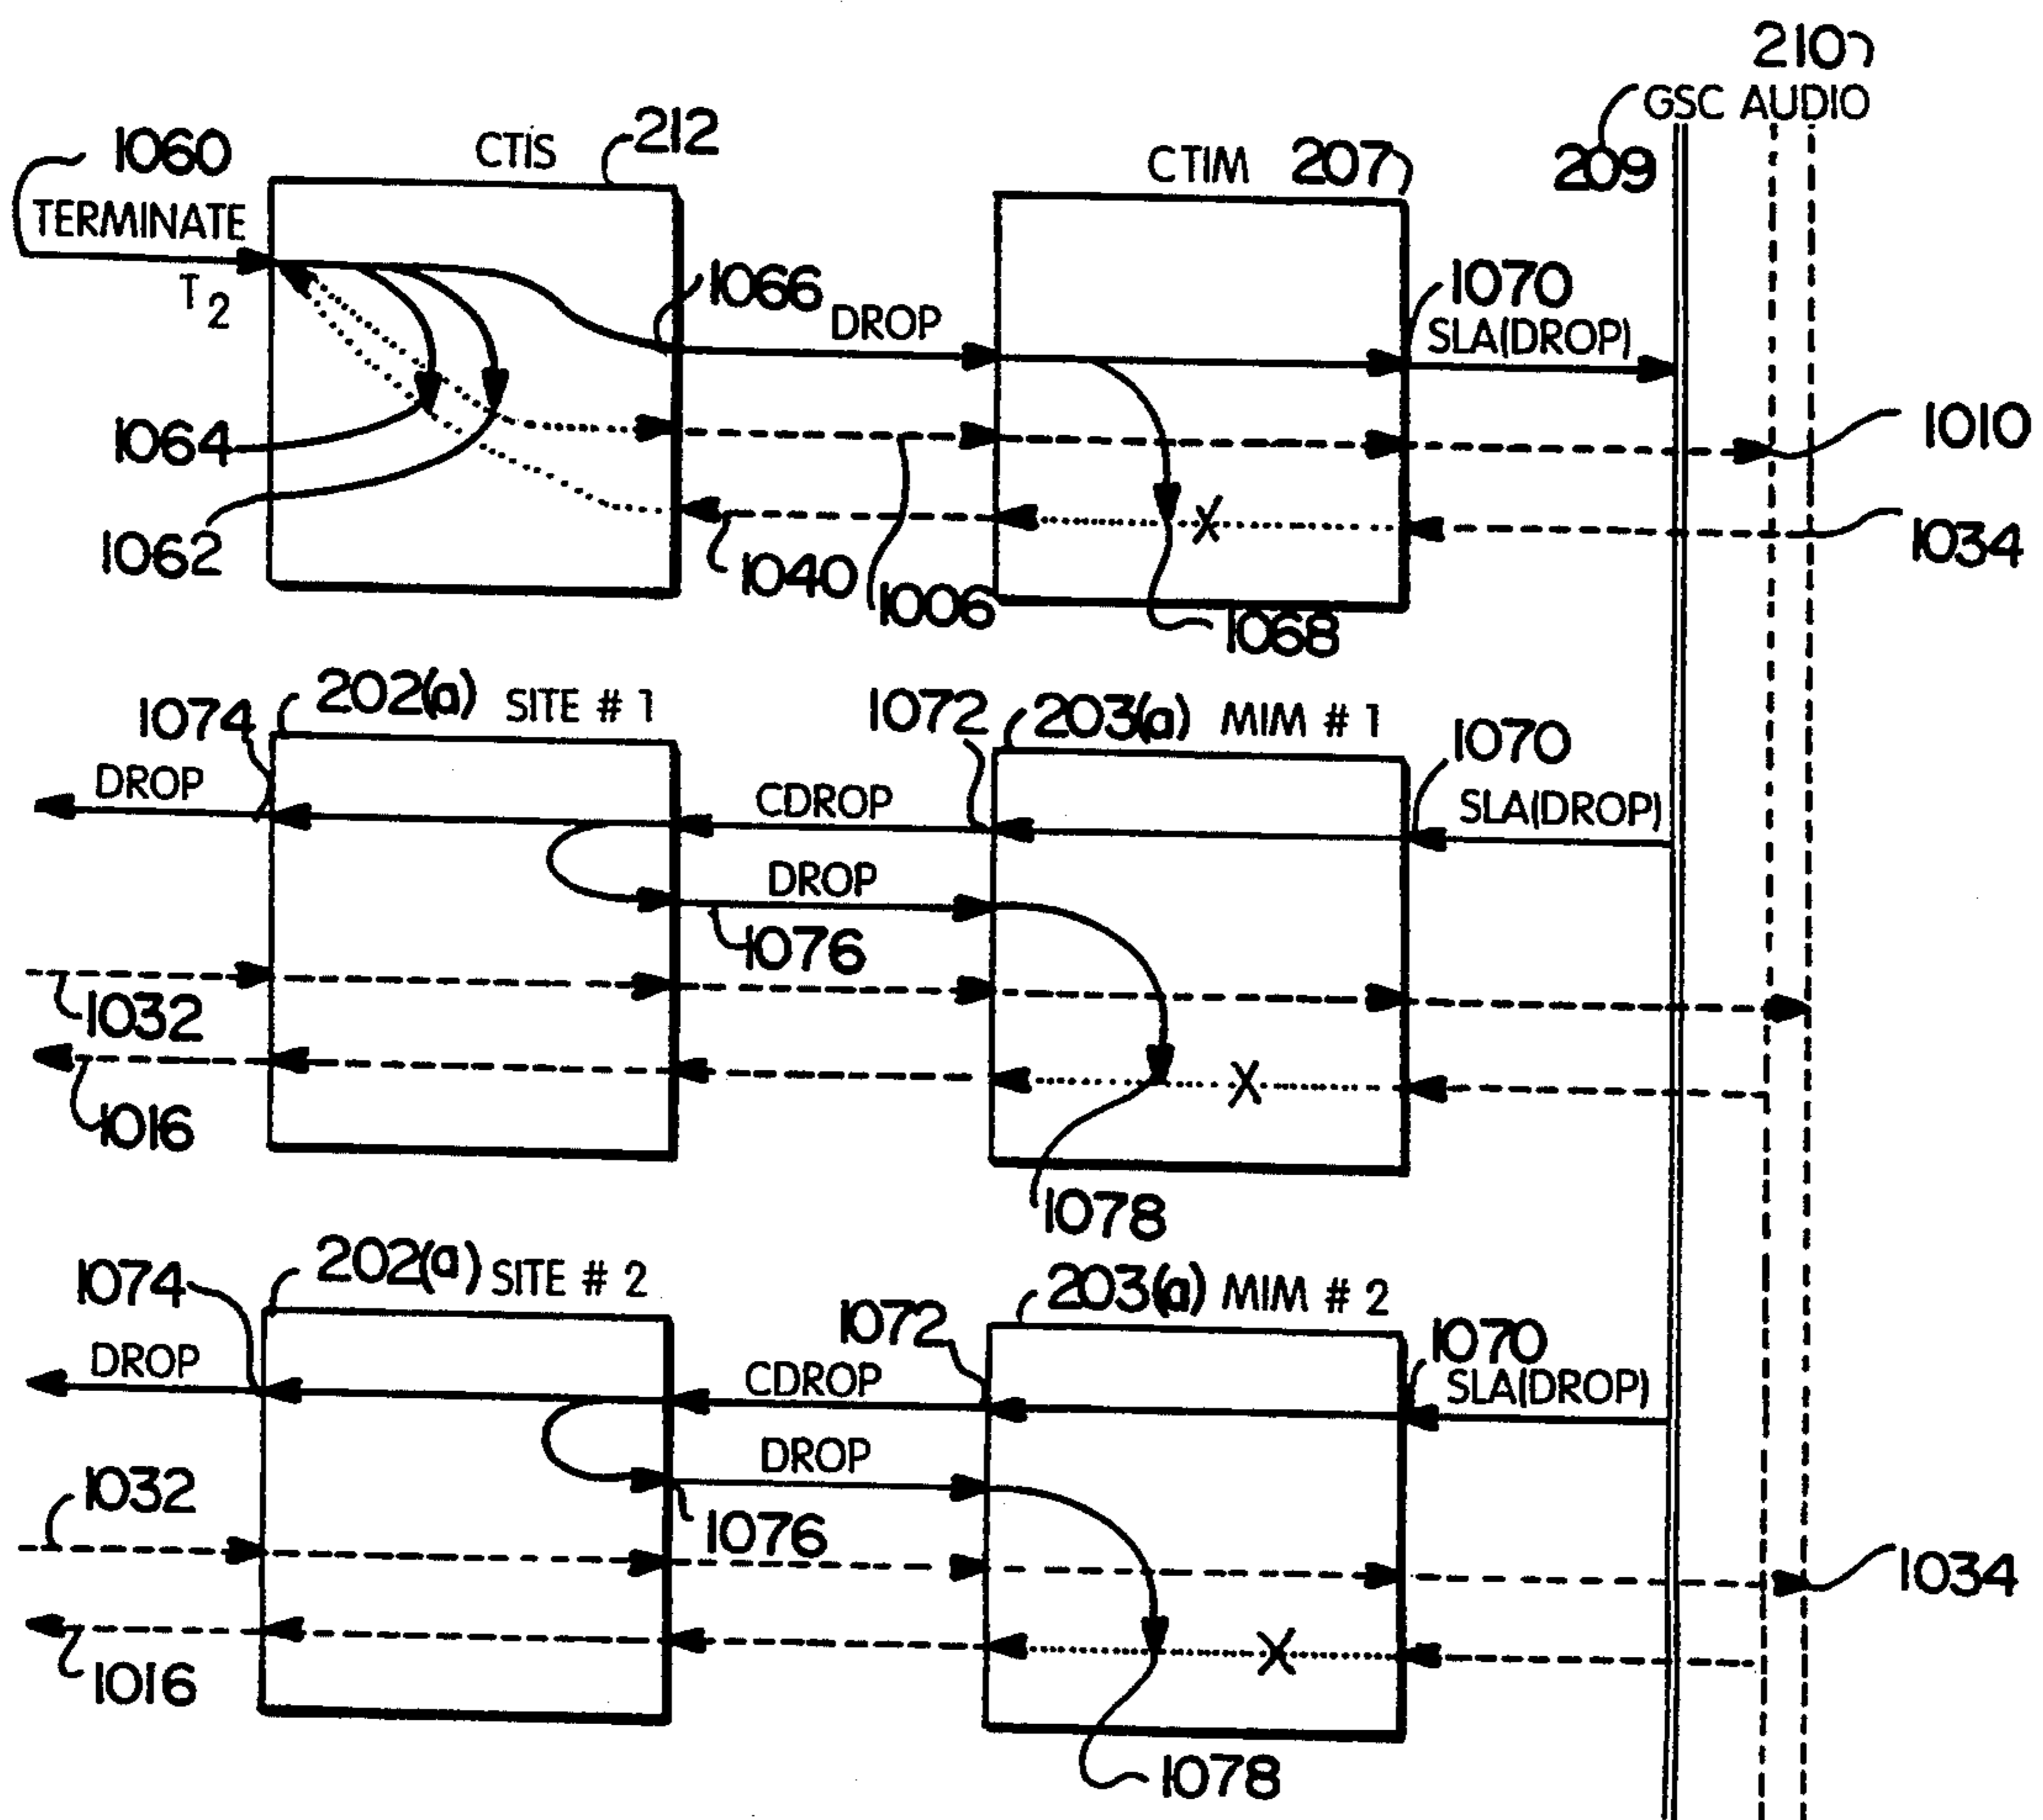 210
GSC AUDIO
209
1060
CTIS
212
CTIM
207
TERMINATE
T2
1066
DROP
1070
SLA(DROP)
1064
1010
1062
1040
1006
1068
1034
1074
202(a) SITE # 1
1072
203(a) MIM # 1
1070
DROP
CDROP
SLA(DROP)
DROP
1076
1032
1016
1078
1074
202(a) SITE # 2
1072
203(a) MIM # 2
1070
DROP
CDROP
SLA(DROP)
DROP
1032
1076
1034
1016
1078